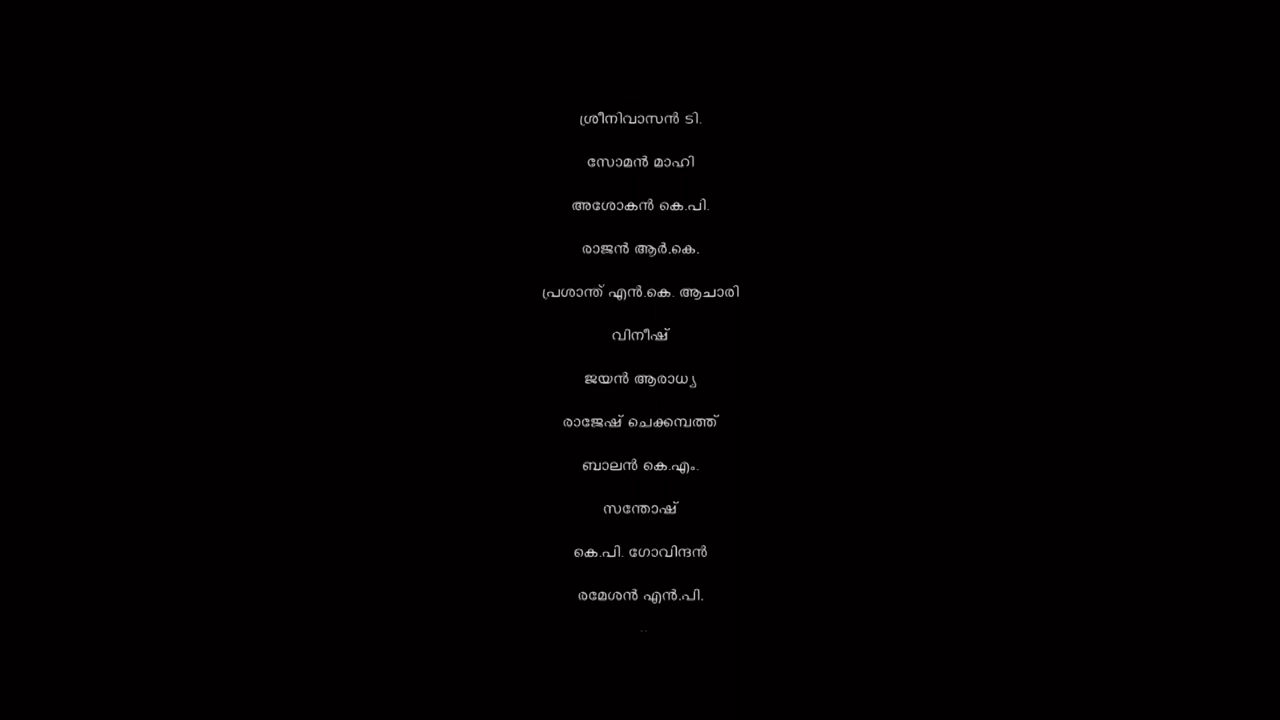 ശ്രീനിവാസൻ ടി.
സോമൻ മാഹി
അശോകൻ കെ.പി.
രാജൻ ആർ.കെ.
പ്രശാന്ത് എൻ.കെ. ആചാരി
വിനീഷ്
ജയൻ ആരാധ്യ
രാജേഷ് ചെക്കമ്പത്ത്
ബാലൻ കെ.എം.
സന്തോഷ്
കെ.പി. ഗോവിന്ദൻ
രമേശൻ എൻ.പി.